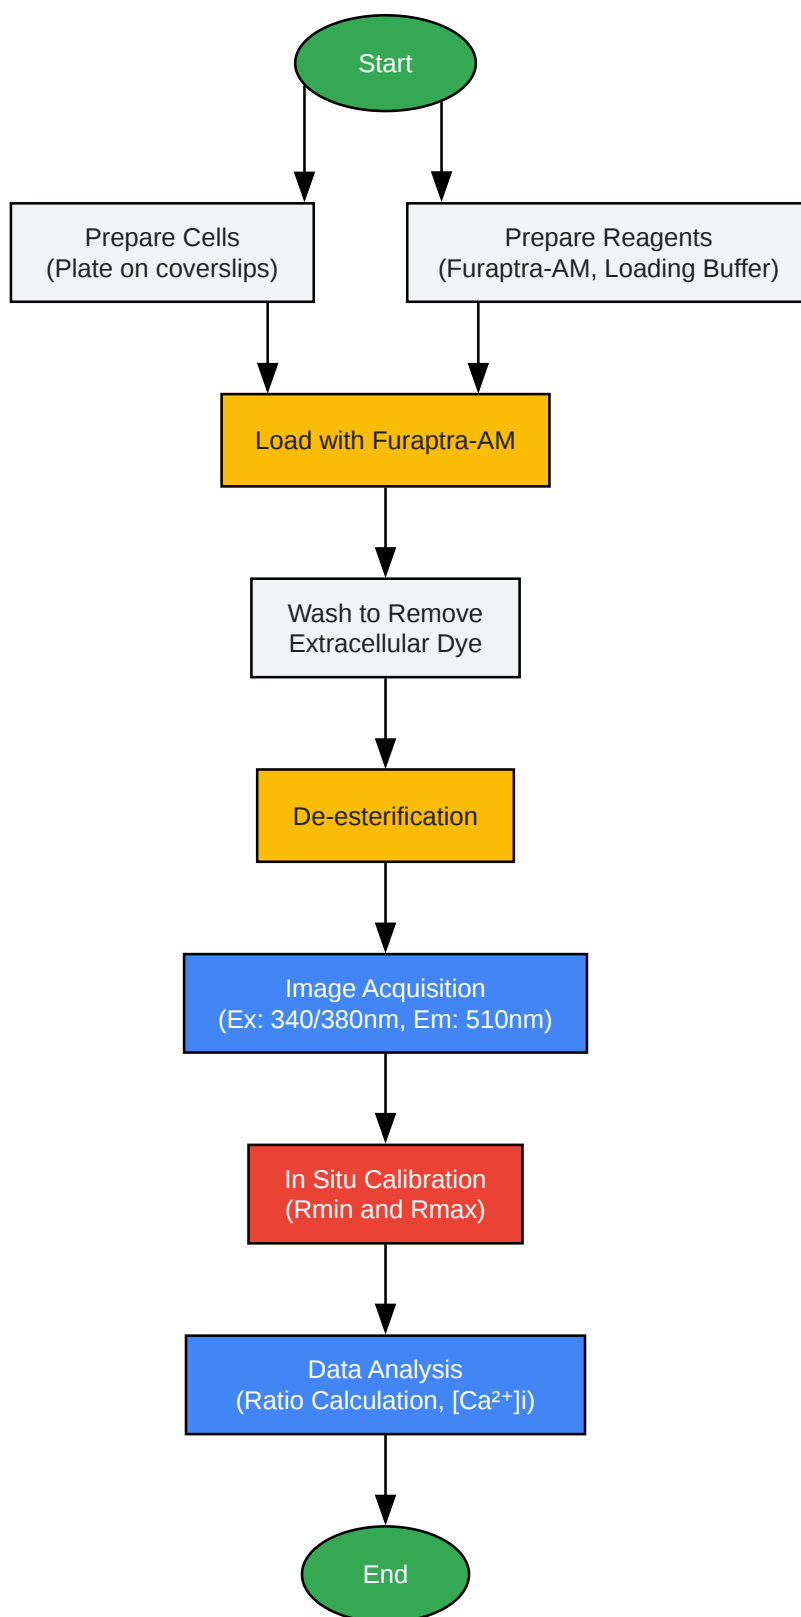 Start
Prepare Cells
(Plate on coverslips)
Prepare Reagents
(Furaptra-AM, Loading Buffer)
Load with Furaptra-AM
Wash to Remove
Extracellular Dye
De-esterification
Image Acquisition
(Ex: 340/380nm, Em: 510nm)
In Situ Calibration
(Rmin and Rmax)
Data Analysis
(Ratio Calculation, [Ca²⁺]i)
End